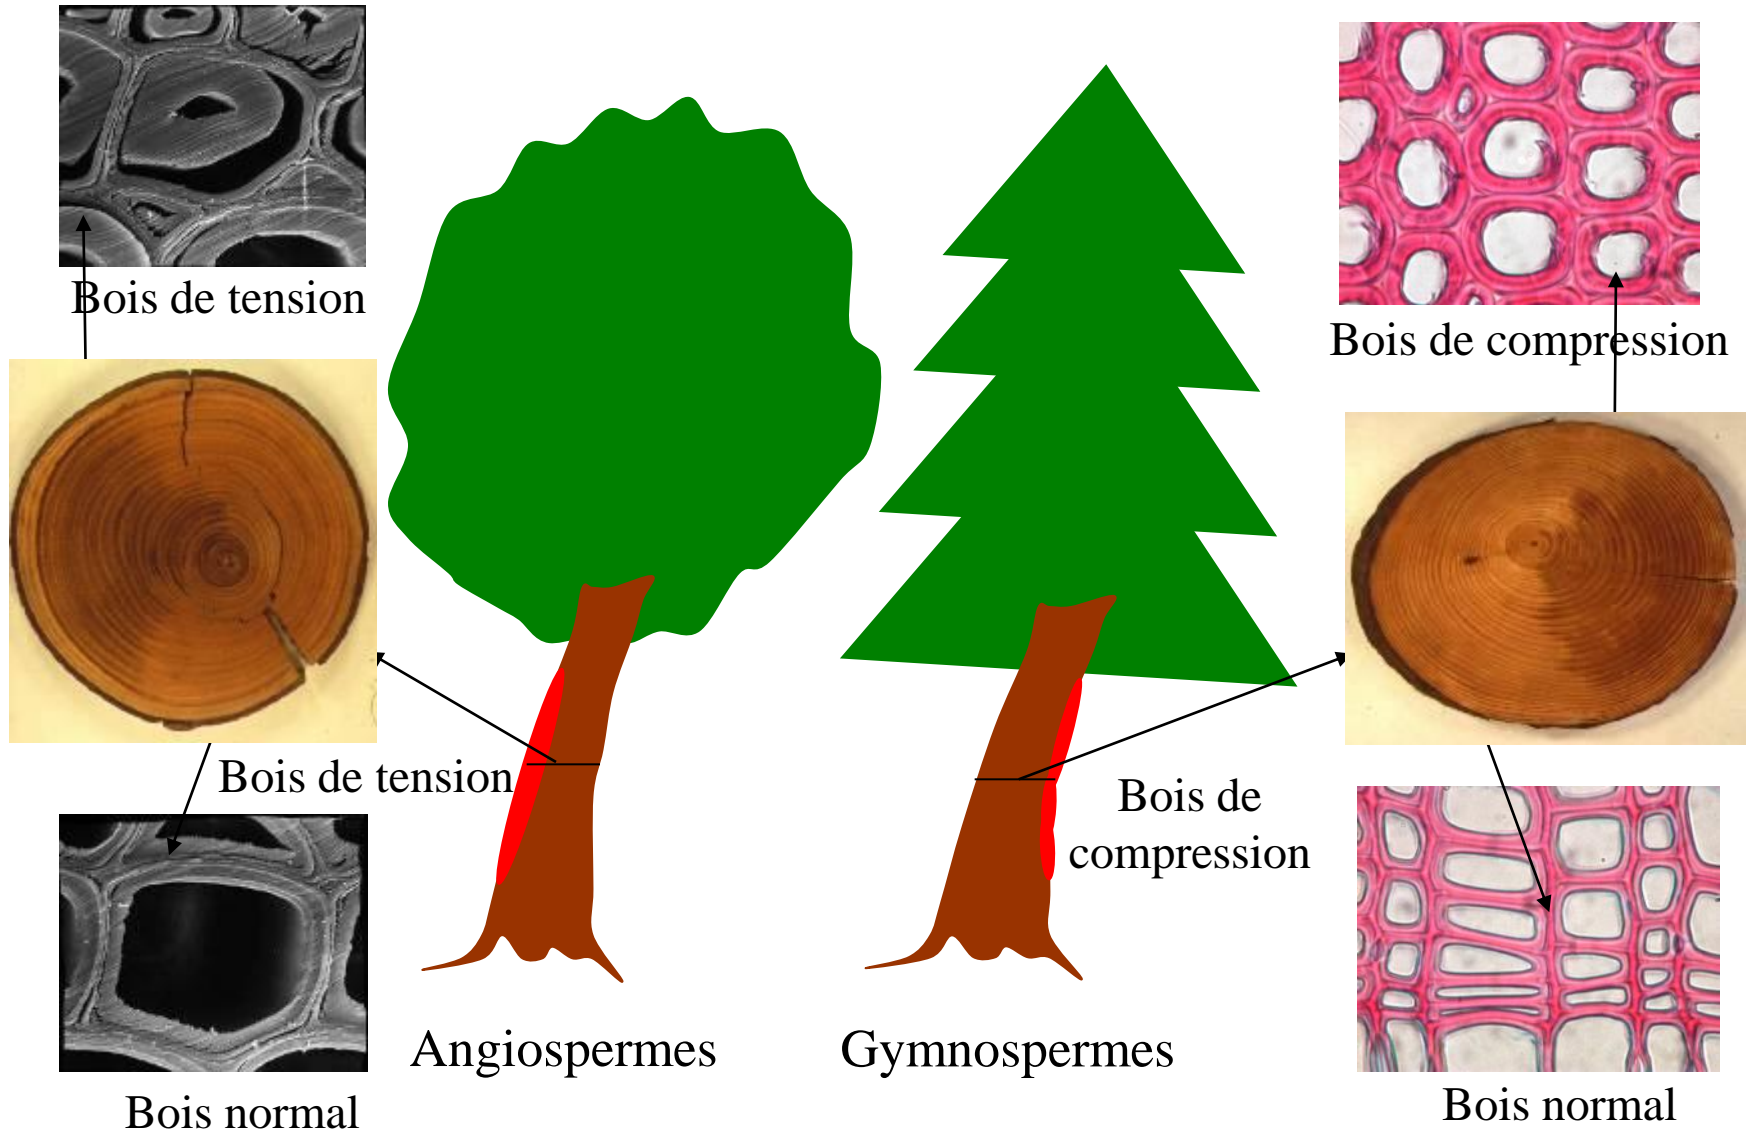 Bois de tension
Bois de compression
Bois de tension
Bois de
compression
Angiospermes
Gymnospermes
Bois normal
Bois normal